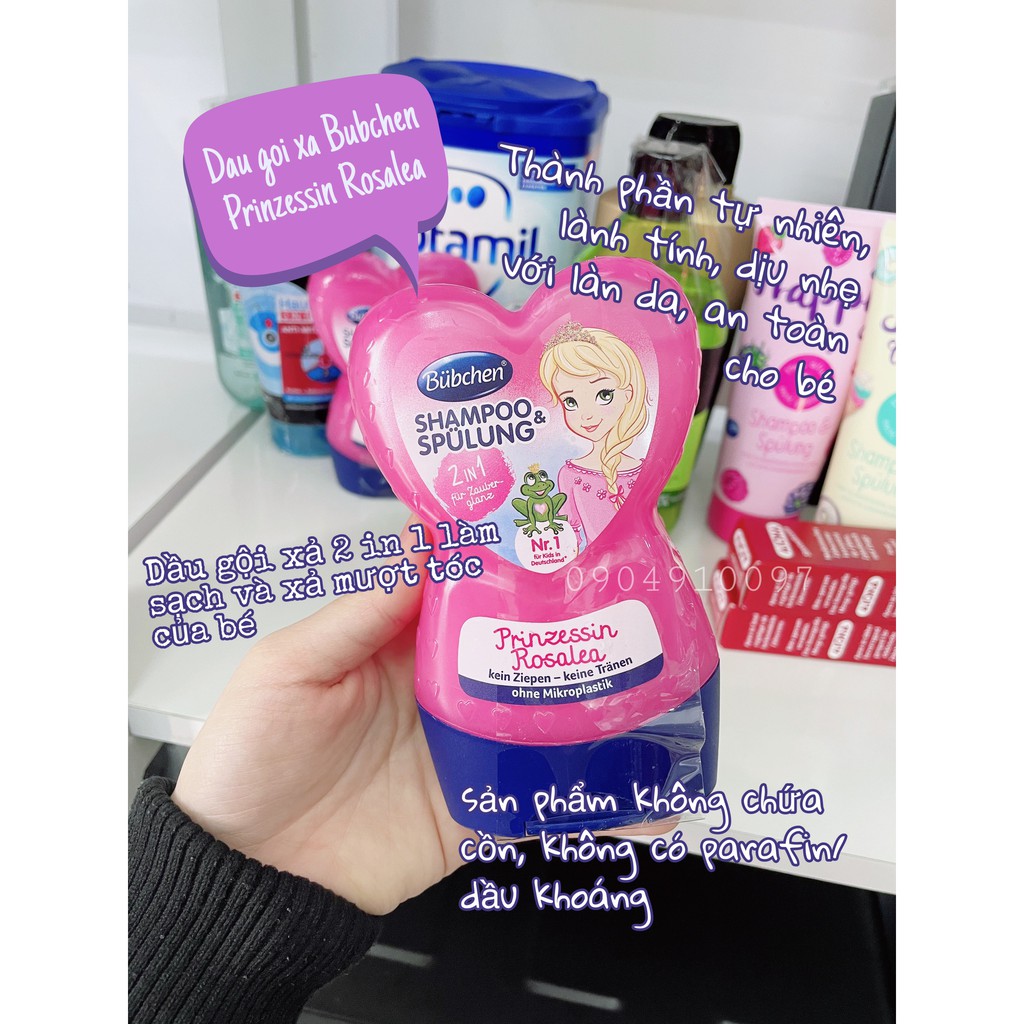 Dau goi xa Bubchen
Prinzessin Rosalea
Thành phần tự nhiên,
lành tính, dịu nhẹ
với làn da, an toàn
cho bé
tamil
Bübchen
SHAMPOO &
SPÜLUNG
2 IN 1
für Zauber-
glanz
Nr. 1
für Kids in
Deutschland*
Shampoo &
Spülung
Dầu gội xả 2 in 1 làm
sạch và xả mượt tóc
của bé
0904910097
Prinzessin
Rosalea
kein Ziepen – keine Tränen
ohne Mikroplastik
Sản phẩm không chứa
cồn, không có parafin/
dầu khoáng